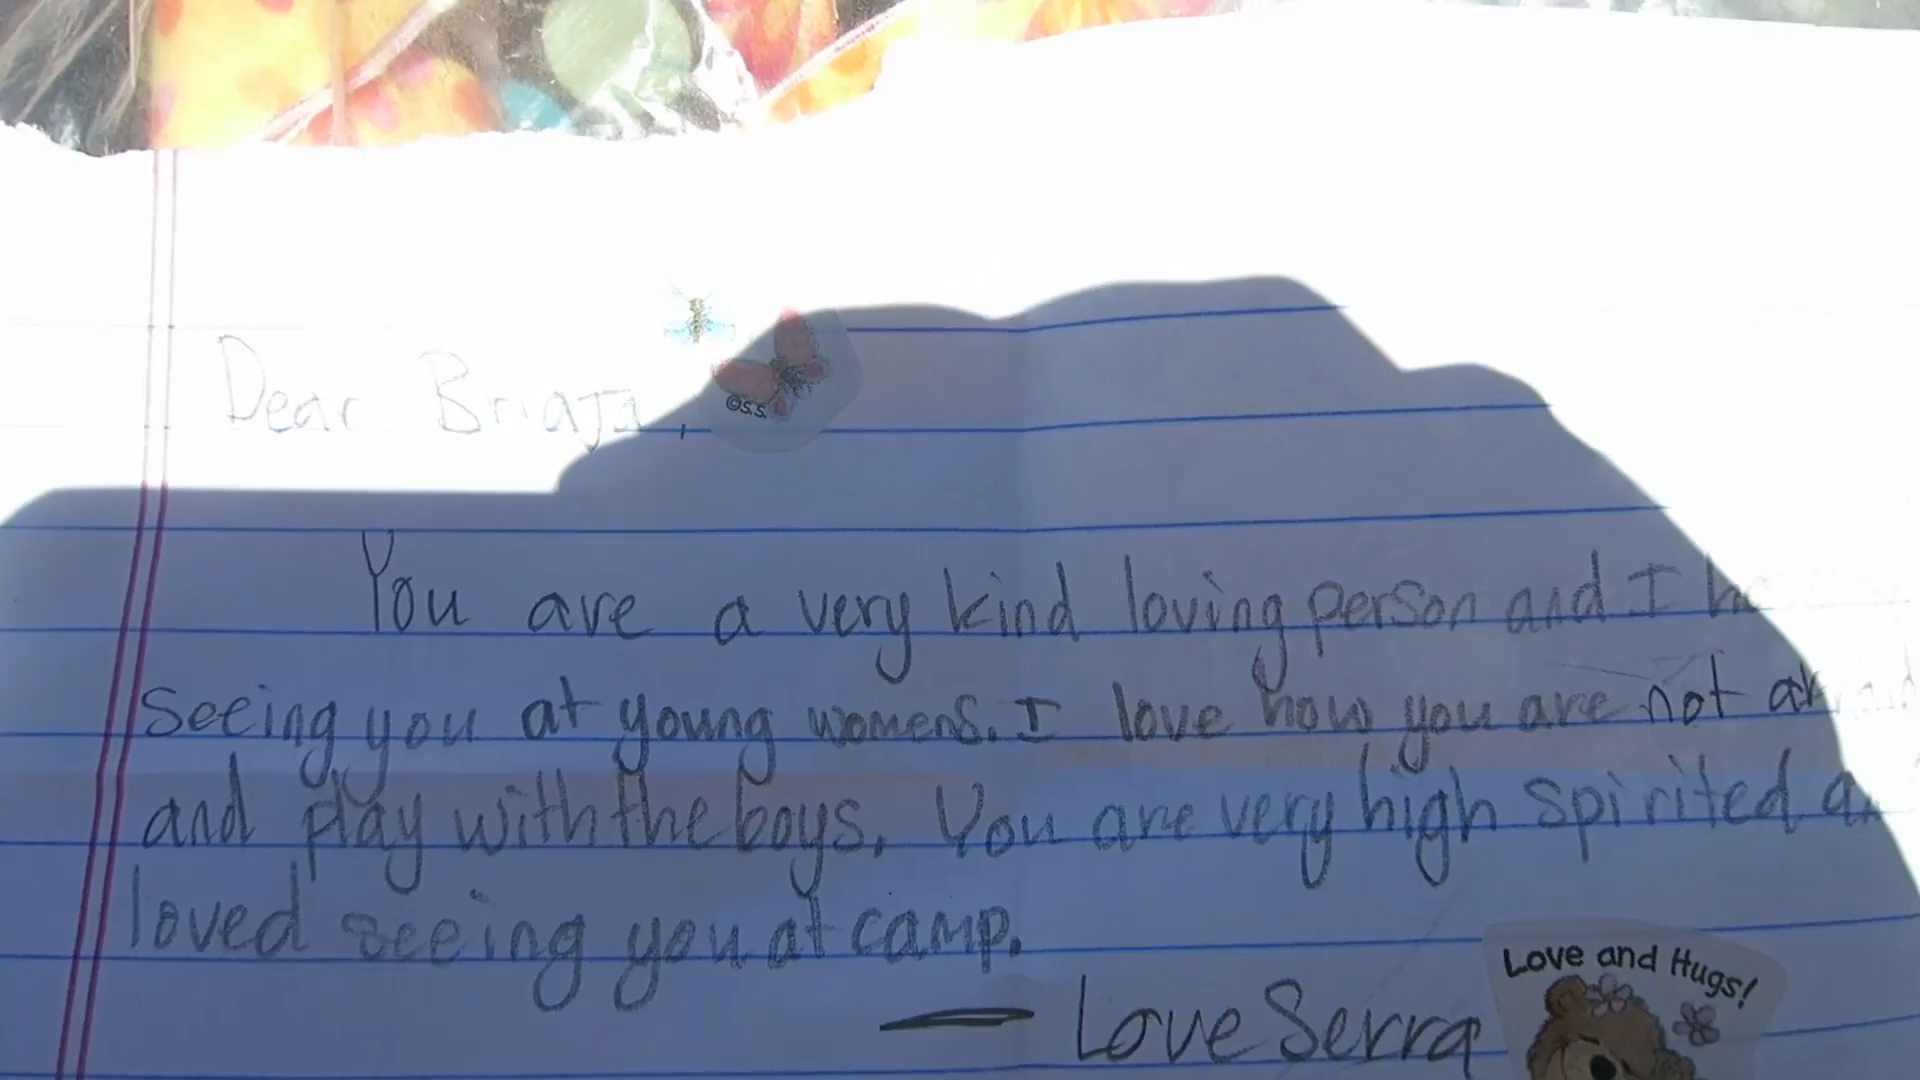 Dear Briaja,
©S.S.
You are a very kind loving person and I
seeing you at young womens. I love how you are not
and play with the boys. You are very high spirited
loved seeing you at camp.
— Love Serra
Love and Hugs!